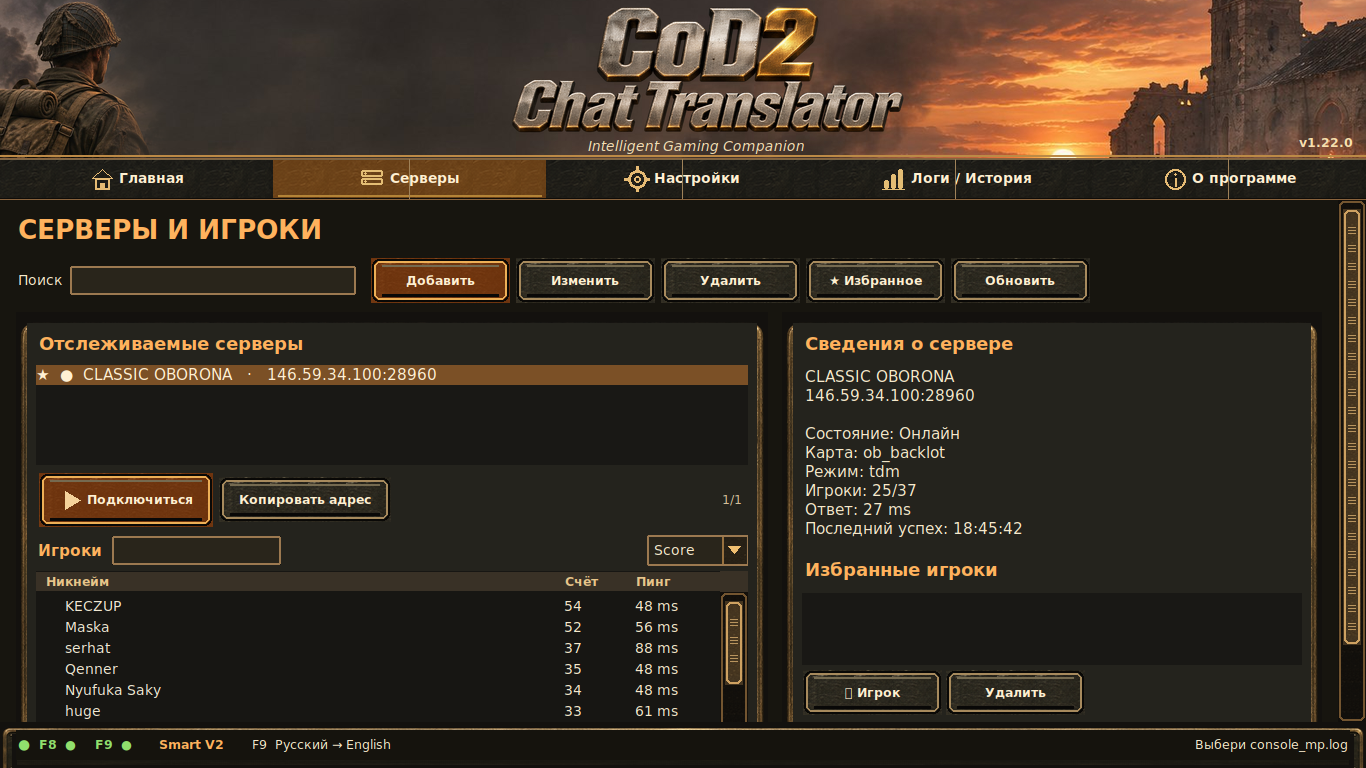 CoD2
Chat Translator
Intelligent Gaming Companion
v1.22.0
Главная
Серверы
Настройки
Логи / История
О программе
СЕРВЕРЫ И ИГРОКИ
Поиск
Добавить
Изменить
Удалить
★ Избранное
Обновить
Отслеживаемые серверы
★ ● CLASSIC OBORONA · 146.59.34.100:28960
Подключиться
Копировать адрес
1/1
Игроки
Score
Никнейм Счёт Пинг
KECZUP 54 48 ms
Maska 52 56 ms
serhat 37 88 ms
Qenner 35 48 ms
Nyufuka Saky 34 48 ms
huge 33 61 ms
Сведения о сервере
CLASSIC OBORONA
146.59.34.100:28960
Состояние: Онлайн
Карта: ob_backlot
Режим: tdm
Игроки: 25/37
Ответ: 27 ms
Последний успех: 18:45:42
Избранные игроки
Игрок
Удалить
● F8 ● F9 ● Smart V2 F9 Русский → English
Выбери console_mp.log